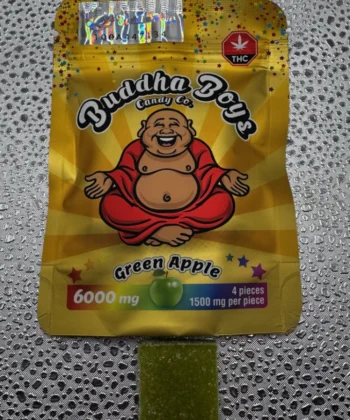 THC
Buddha Boys
Candy Co.
Green Apple
6000 mg
4 pieces
1500 mg per piece